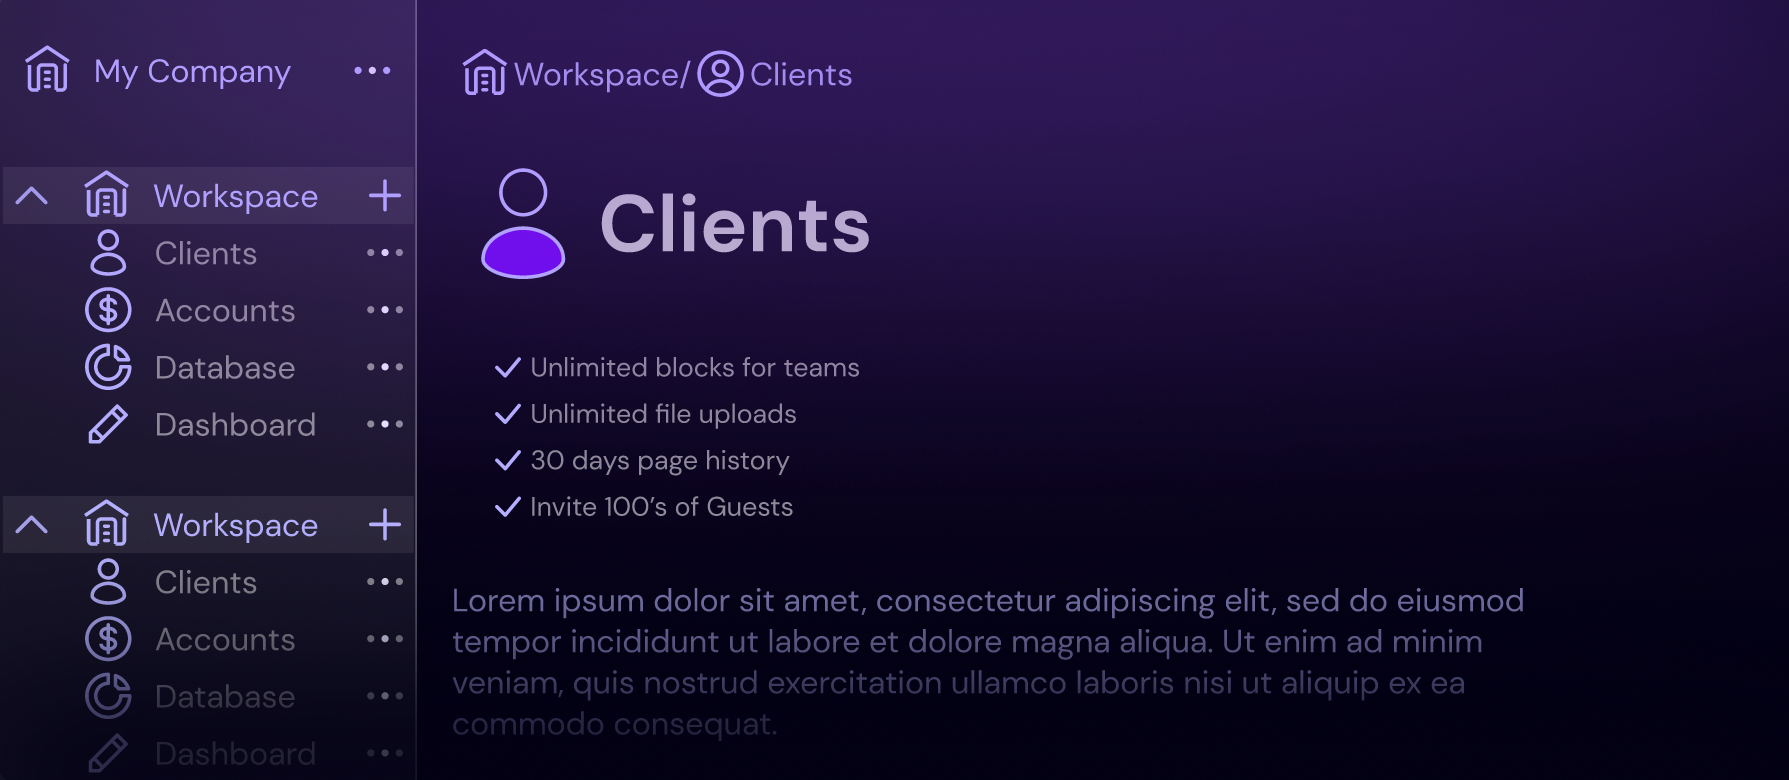 My Company
Workspace
Clients
Accounts
Database
Dashboard
Workspace
Clients
Accounts
Database
Dashboard
Workspace/ Clients
Clients
Unlimited blocks for teams
Unlimited file uploads
30 days page history
Invite 100’s of Guests
Lorem ipsum dolor sit amet, consectetur adipiscing elit, sed do eiusmod
tempor incididunt ut labore et dolore magna aliqua. Ut enim ad minim
veniam, quis nostrud exercitation ullamco laboris nisi ut aliquip ex ea
commodo consequat.